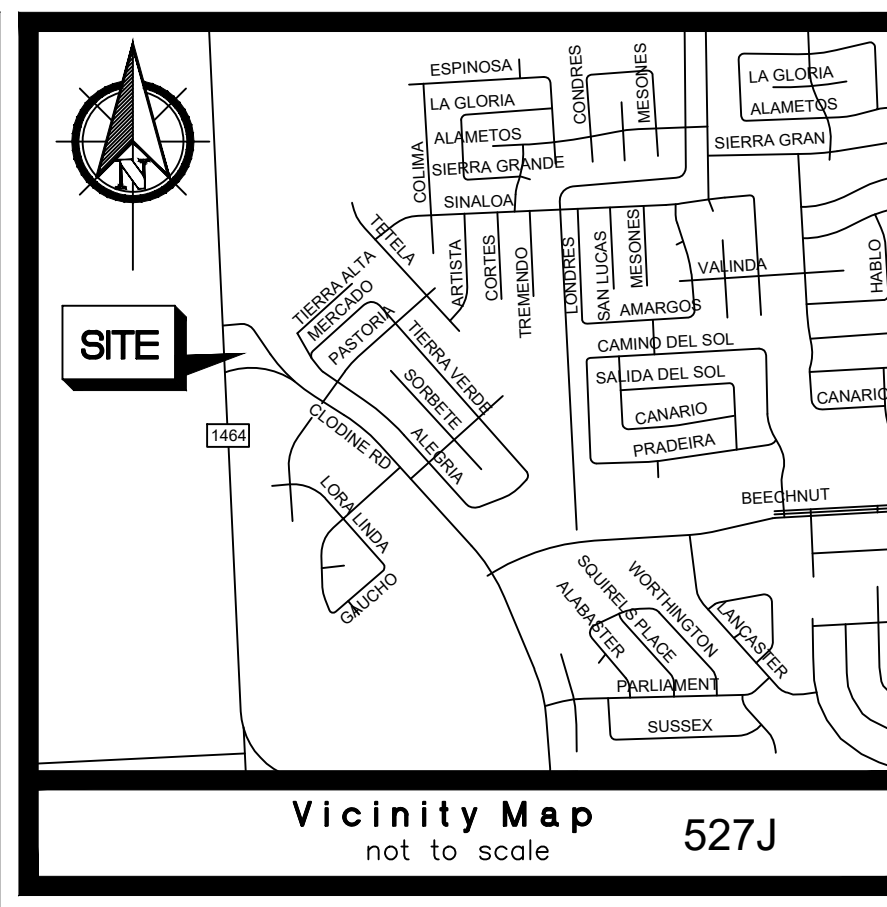 ESPINOSA
LA GLORIA
ALAMETOS
SIERRA GRANDE
SINALOA
COLIMA
CONDRES
MESONES
LA GLORIA
ALAMETOS
SIERRA GRAN
N
TETELA
ARTISTA
CORTES
TREMENDO
LONDRES
SAN LUCAS
MESONES
VALINDA
HABLO
TIERRA ALTA
MERCADO
PASTORIA
AMARGOS
CAMINO DEL SOL
SITE
TIERRA VERDE
SORBETE
SALIDA DEL SOL
CANARIO
CANARIO
PRADEIRA
1464
CLODINE RD
ALEGRIA
LORA LINDA
GAUCHO
BEECHNUT
SQUIRELS PLACE
WORTHINGTON
ALABASTER
LANCASTER
PARLIAMENT
SUSSEX
Vicinity Map
not to scale
527J